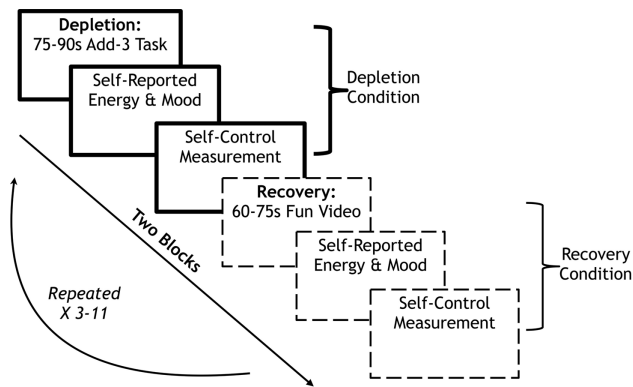 Depletion:
75-90s Add-3 Task
Self-Reported
Energy & Mood
Self-Control
Measurement
Depletion
Condition
Recovery:
60-75s Fun Video
Self-Reported
Energy & Mood
Self-Control
Measurement
Recovery
Condition
Two Blocks
Repeated
X 3-11